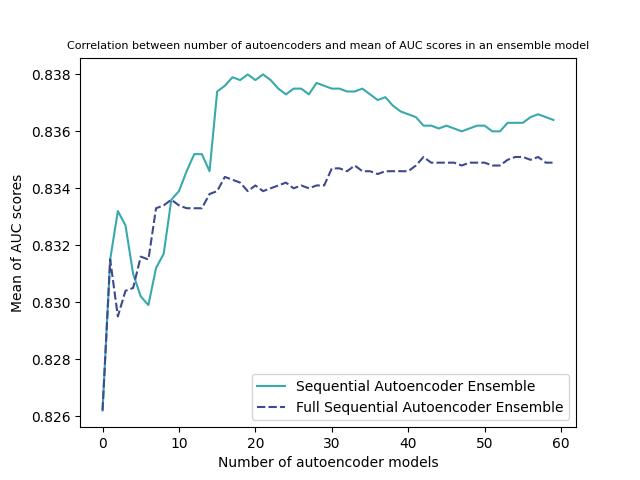 Correlation between number of autoencoders and mean of AUC scores in an ensemble model
0.838
0.836
0.834
0.832
0.830
0.828
0.826
Mean of AUC scores
Sequential Autoencoder Ensemble
Full Sequential Autoencoder Ensemble
0 10 20 30 40 50 60
Number of autoencoder models